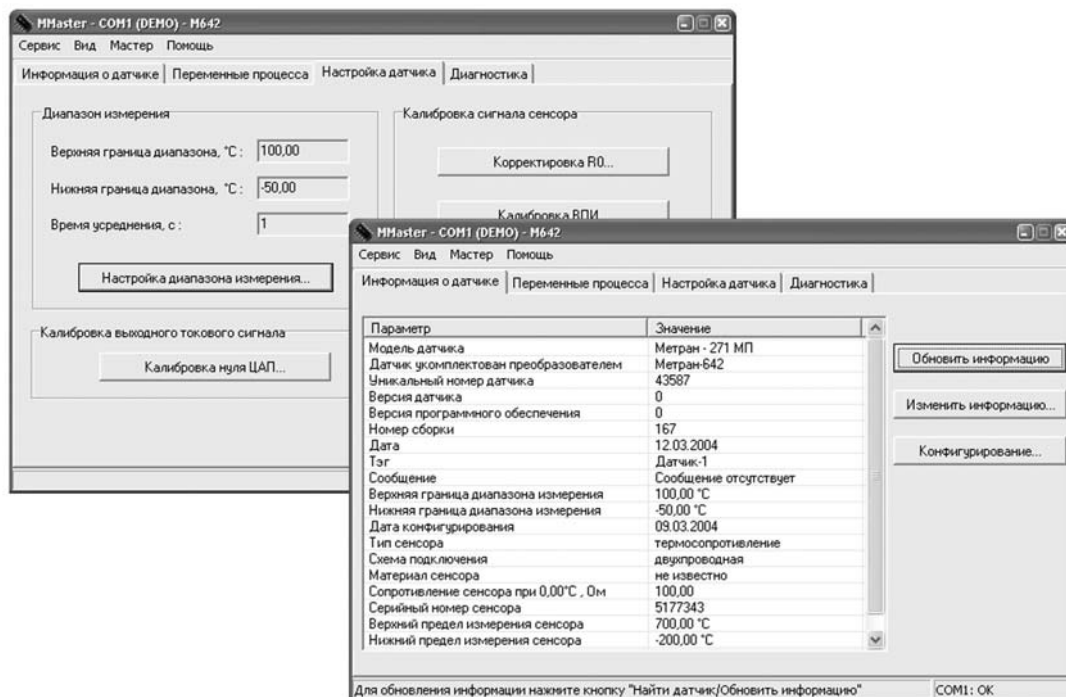 MMaster - COM1 (DEMO) - M642
Сервис Вид Мастер Помощь
Информация о датчике Переменные процесса Настройка датчика Диагностика
Диапазон измерения
Верхняя граница диапазона, °C : 100,00
Нижняя граница диапазона, °C : -50,00
Время усреднения, с : 1
Настройка диапазона измерения...
Калибровка выходного токового сигнала
Калибровка нуля ЦАП...
Калибровка сигнала сенсора
Корректировка R0...
Калибровка ВПИ
MMaster - COM1 (DEMO) - M642
Сервис Вид Мастер Помощь
Информация о датчике Переменные процесса Настройка датчика Диагностика
Параметр Значение
Модель датчика Метран - 271 МП
Датчик укомплектован преобразователем Метран-642
Уникальный номер датчика 43587
Версия датчика 0
Версия программного обеспечения 0
Номер сборки 167
Дата 12.03.2004
Тэг Датчик-1
Сообщение Сообщение отсутствует
Верхняя граница диапазона измерения 100,00 °C
Нижняя граница диапазона измерения -50,00 °C
Дата конфигурирования 09.03.2004
Тип сенсора термосопротивление
Схема подключения двухпроводная
Материал сенсора не известно
Сопротивление сенсора при 0,00°C , Ом 100,00
Серийный номер сенсора 5177343
Верхний предел измерения сенсора 700,00 °C
Нижний предел измерения сенсора -200,00 °C
Обновить информацию
Изменить информацию...
Конфигурирование...
Для обновления информации нажмите кнопку "Найти датчик/Обновить информацию" COM1: OK